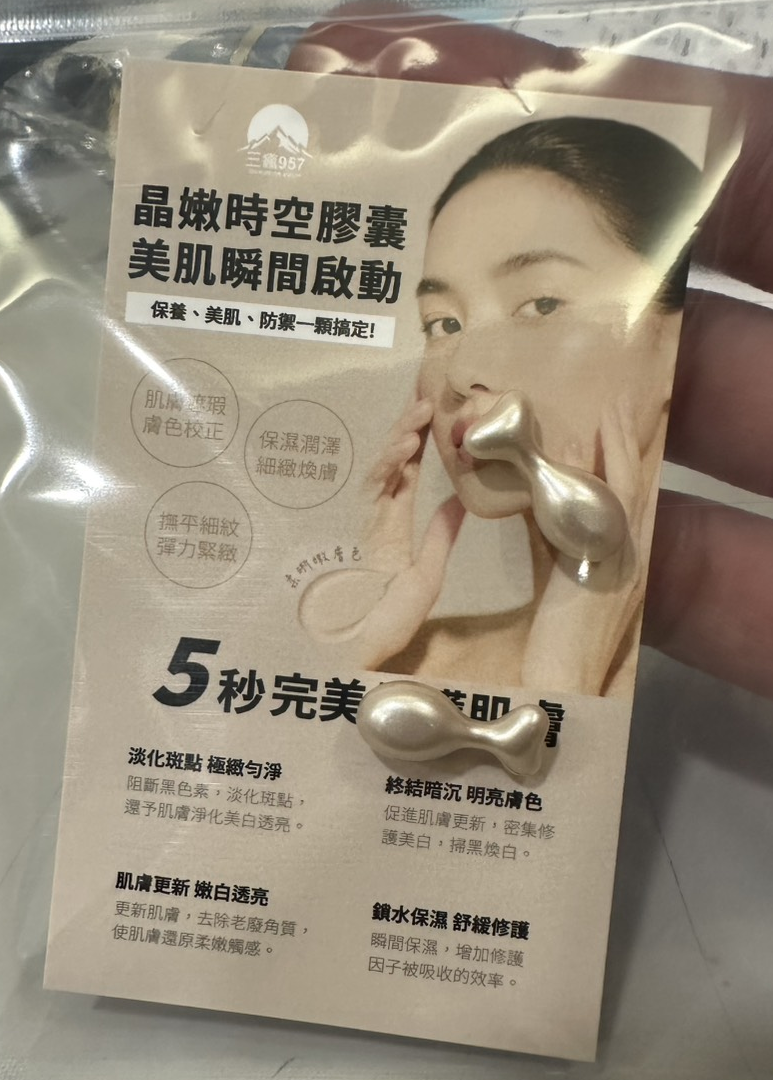 三瘋957
晶嫩時空膠囊
美肌瞬間啟動
保養、美肌、防禦一顆搞定!
肌膚遮瑕
膚色校正
保濕潤澤
細緻煥膚
撫平細紋
彈力緊緻
柔嫩膚色
5秒完美 肌膚
淡化斑點 極緻勻淨
阻斷黑色素，淡化斑點，
還予肌膚淨化美白透亮。
終結暗沉 明亮膚色
促進肌膚更新，密集修
護美白，掃黑煥白。
肌膚更新 嫩白透亮
更新肌膚，去除老廢角質，
使肌膚還原柔嫩觸感。
鎖水保濕 舒緩修護
瞬間保濕，增加修護
因子被吸收的效率。